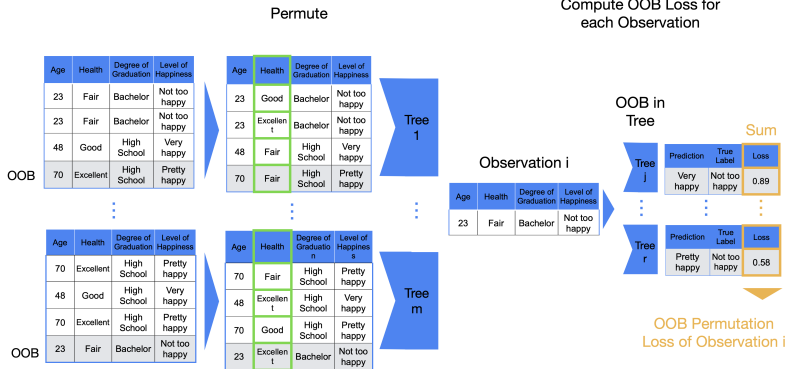 Permute
Compute OOB Loss for
each Observation
Age Health Degree of Graduation Level of Happiness
23 Fair Bachelor Not too happy
23 Fair Bachelor Not too happy
48 Good High School Very happy
70 Excellent High School Pretty happy
OOB
Age Health Degree of Graduation Level of Happiness
23 Good Bachelor Not too happy
23 Excellen t Bachelor Not too happy
48 Fair High School Very happy
70 Fair High School Pretty happy
Tree
1
Age Health Degree of Graduation Level of Happiness
70 Excellent High School Pretty happy
48 Good High School Very happy
70 Excellent High School Pretty happy
23 Fair Bachelor Not too happy
OOB
Age Health Degree of Graduatio n Level of Happines s
70 Fair High School Pretty happy
48 Excellen t High School Very happy
70 Good High School Pretty happy
23 Excellen t Bachelor Not too happy
Tree
m
Observation i
Age Health Degree of Graduation Level of Happiness
23 Fair Bachelor Not too happy
OOB in
Tree
Sum
Tree
j
Prediction True Label Loss
Very happy Not too happy 0.89
Tree
r
Prediction True Label Loss
Pretty happy Not too happy 0.58
OOB Permutation
Loss of Observation i